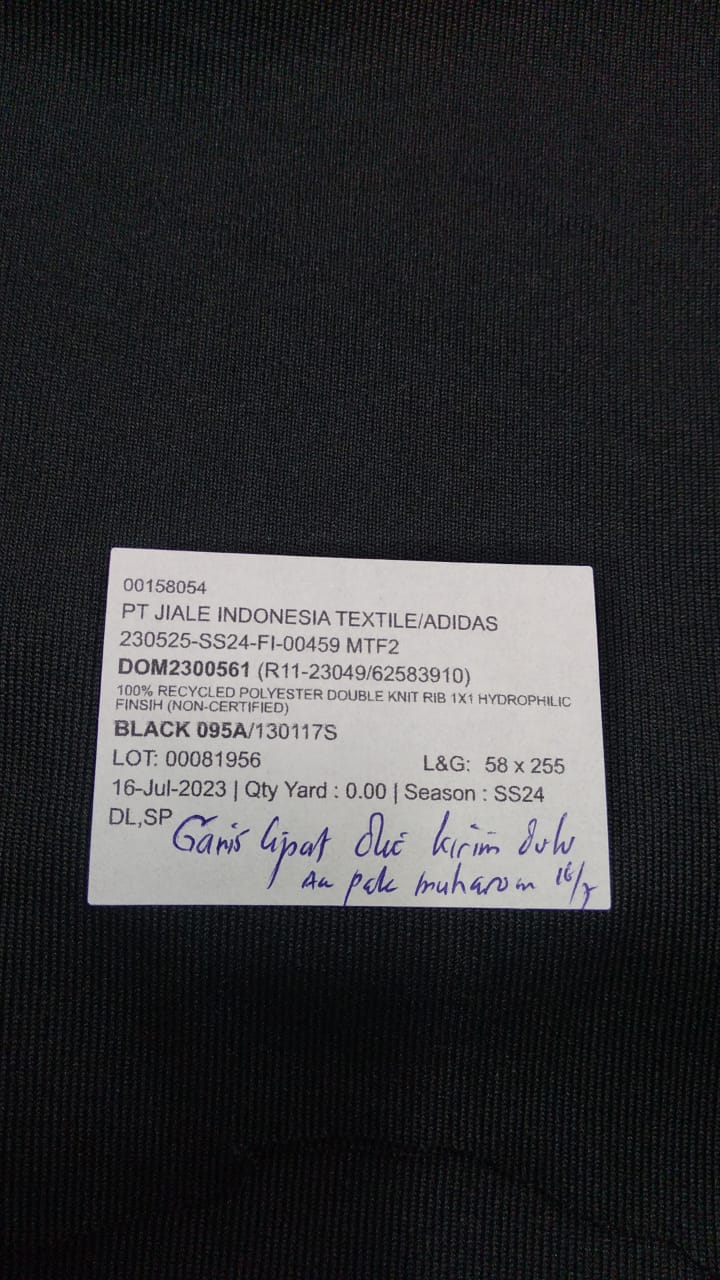 00158054
PT JIALE INDONESIA TEXTILE/ADIDAS
230525-SS24-FI-00459 MTF2
DOM2300561 (R11-23049/62583910)
100% RECYCLED POLYESTER DOUBLE KNIT RIB 1X1 HYDROPHILIC
FINSIH (NON-CERTIFIED)
BLACK 095A/130117S
LOT: 00081956 L&G: 58 x 255
16-Jul-2023 | Qty Yard : 0.00 | Season : SS24
DL,SP Garis lipat kirim dulu
pak muharom 16/7